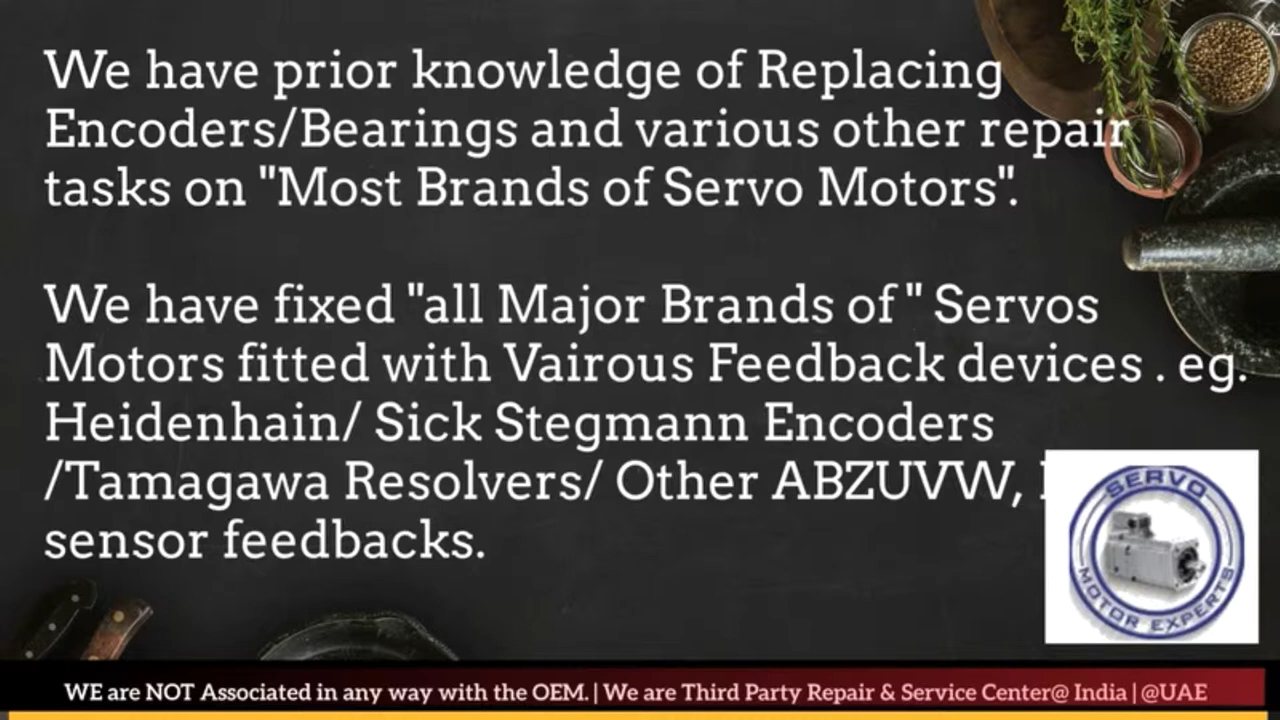 We have prior knowledge of Replacing
Encoders/Bearings and various other repair
tasks on "Most Brands of Servo Motors".
We have fixed "all Major Brands of " Servos
Motors fitted with Vairous Feedback devices . eg.
Heidenhain/ Sick Stegmann Encoders
/Tamagawa Resolvers/ Other ABZUVW,
sensor feedbacks.
SERVO
MOTOR EXPERTS
WE are NOT Associated in any way with the OEM. | We are Third Party Repair & Service Center@ India | @UAE